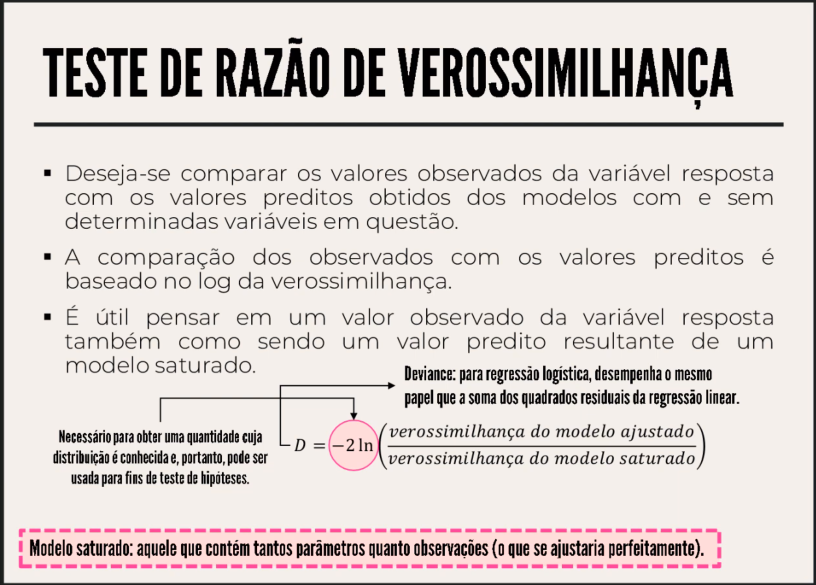 TESTE DE RAZÃO DE VEROSSIMILHANÇA
▪ Deseja-se comparar os valores observados da variável resposta
com os valores preditos obtidos dos modelos com e sem
determinadas variáveis em questão.
▪ A comparação dos observados com os valores preditos é
baseado no log da verossimilhança.
▪ É útil pensar em um valor observado da variável resposta
também como sendo um valor predito resultante de um
modelo saturado.
Deviance: para regressão logística, desempenha o mesmo
papel que a soma dos quadrados residuais da regressão linear.
Necessário para obter uma quantidade cuja
distribuição é conhecida e, portanto, pode ser
usada para fins de teste de hipóteses.
D = −2 ln(verossimilhança do modelo ajustado / verossimilhança do modelo saturado)
Modelo saturado: aquele que contém tantos parâmetros quanto observações (o que se ajustaria perfeitamente).